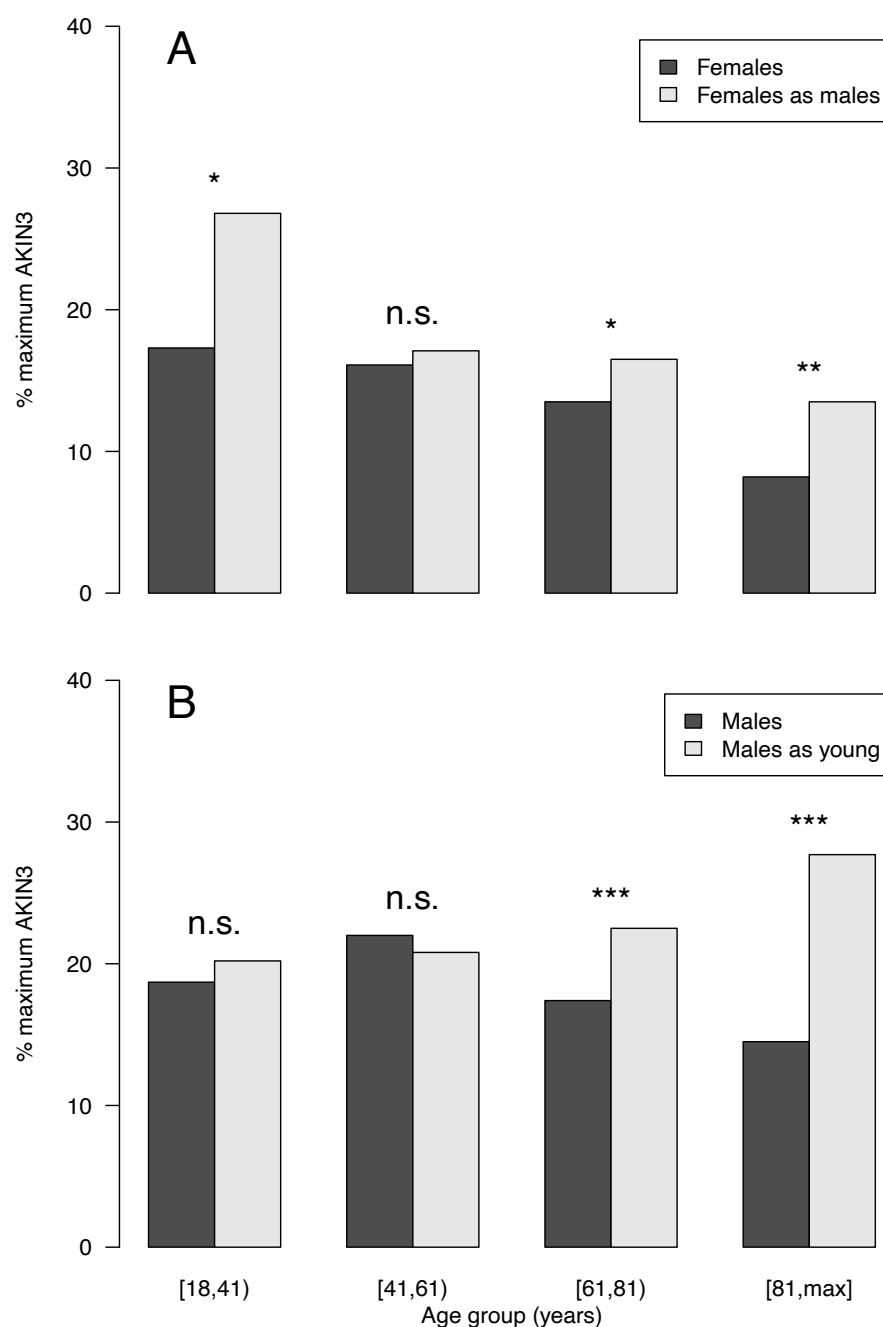 A
Females
Females as males
40
30
20
10
0
% maximum AKIN3
*
n.s.
*
**
B
Males
Males as young
40
30
20
10
0
% maximum AKIN3
n.s.
n.s.
***
***
[18,41)
[41,61)
[61,81)
[81,max]
Age group (years)